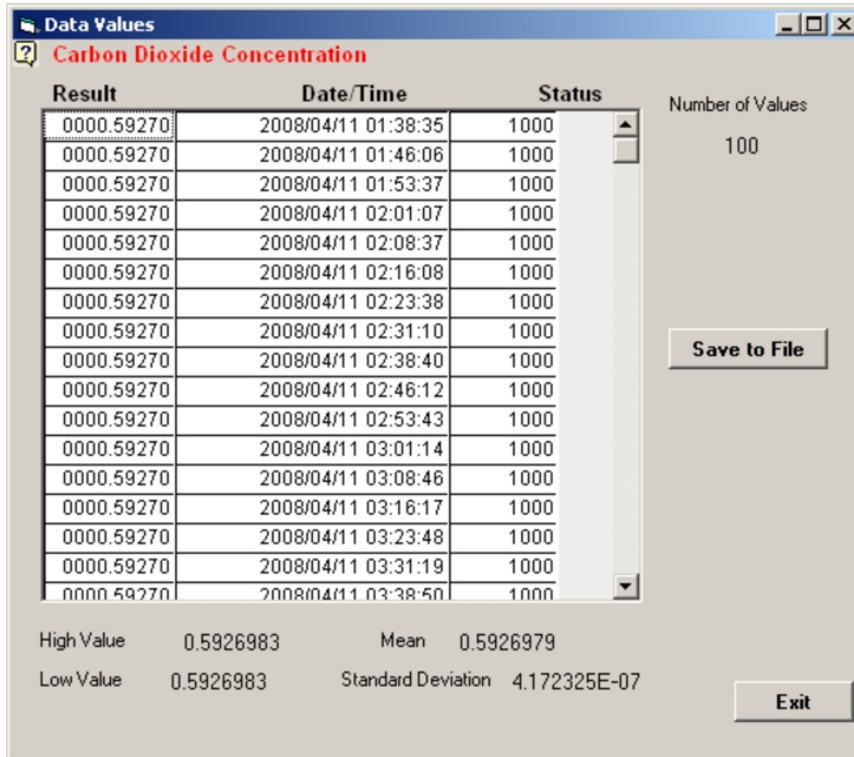 Data Values
Carbon Dioxide Concentration
Result Date/Time Status
0000.59270 2008/04/11 01:38:35 1000
0000.59270 2008/04/11 01:46:06 1000
0000.59270 2008/04/11 01:53:37 1000
0000.59270 2008/04/11 02:01:07 1000
0000.59270 2008/04/11 02:08:37 1000
0000.59270 2008/04/11 02:16:08 1000
0000.59270 2008/04/11 02:23:38 1000
0000.59270 2008/04/11 02:31:10 1000
0000.59270 2008/04/11 02:38:40 1000
0000.59270 2008/04/11 02:46:12 1000
0000.59270 2008/04/11 02:53:43 1000
0000.59270 2008/04/11 03:01:14 1000
0000.59270 2008/04/11 03:08:46 1000
0000.59270 2008/04/11 03:16:17 1000
0000.59270 2008/04/11 03:23:48 1000
0000.59270 2008/04/11 03:31:19 1000
0000.59270 2008/04/11 03:38:50 1000
Number of Values
100
Save to File
High Value 0.5926983 Mean 0.5926979
Low Value 0.5926983 Standard Deviation 4.172325E-07
Exit